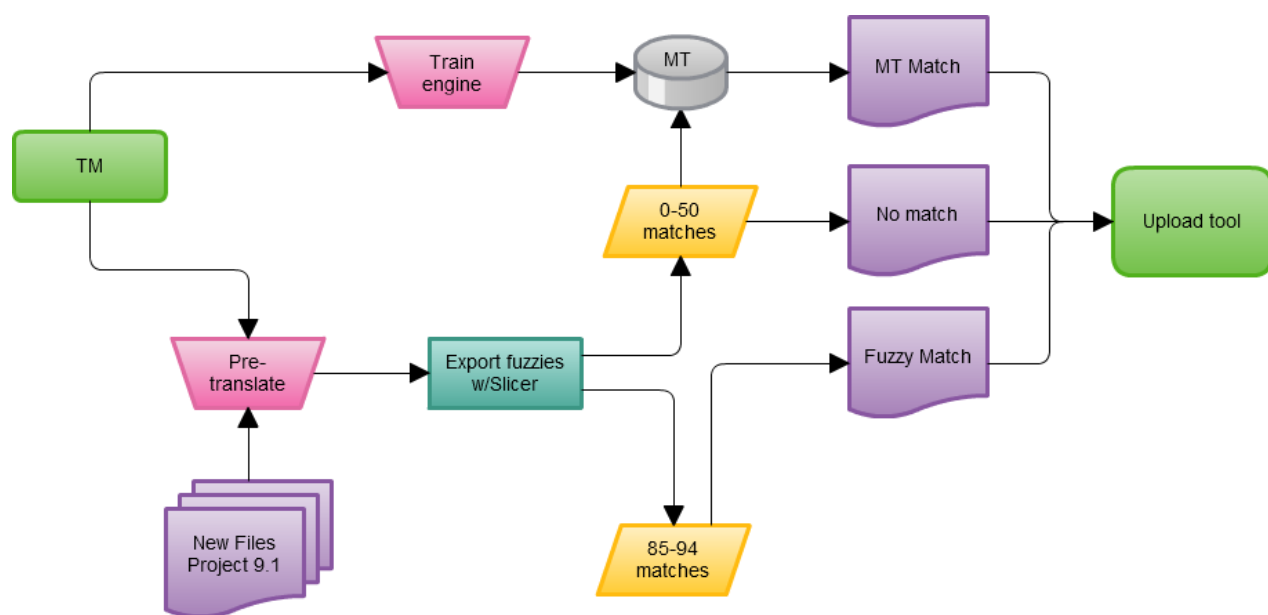 Train
engine
MT
MT Match
TM
0-50
matches
No match
Upload tool
Pre-
translate
Export fuzzies
w/Slicer
Fuzzy Match
New Files
Project 9.1
85-94
matches